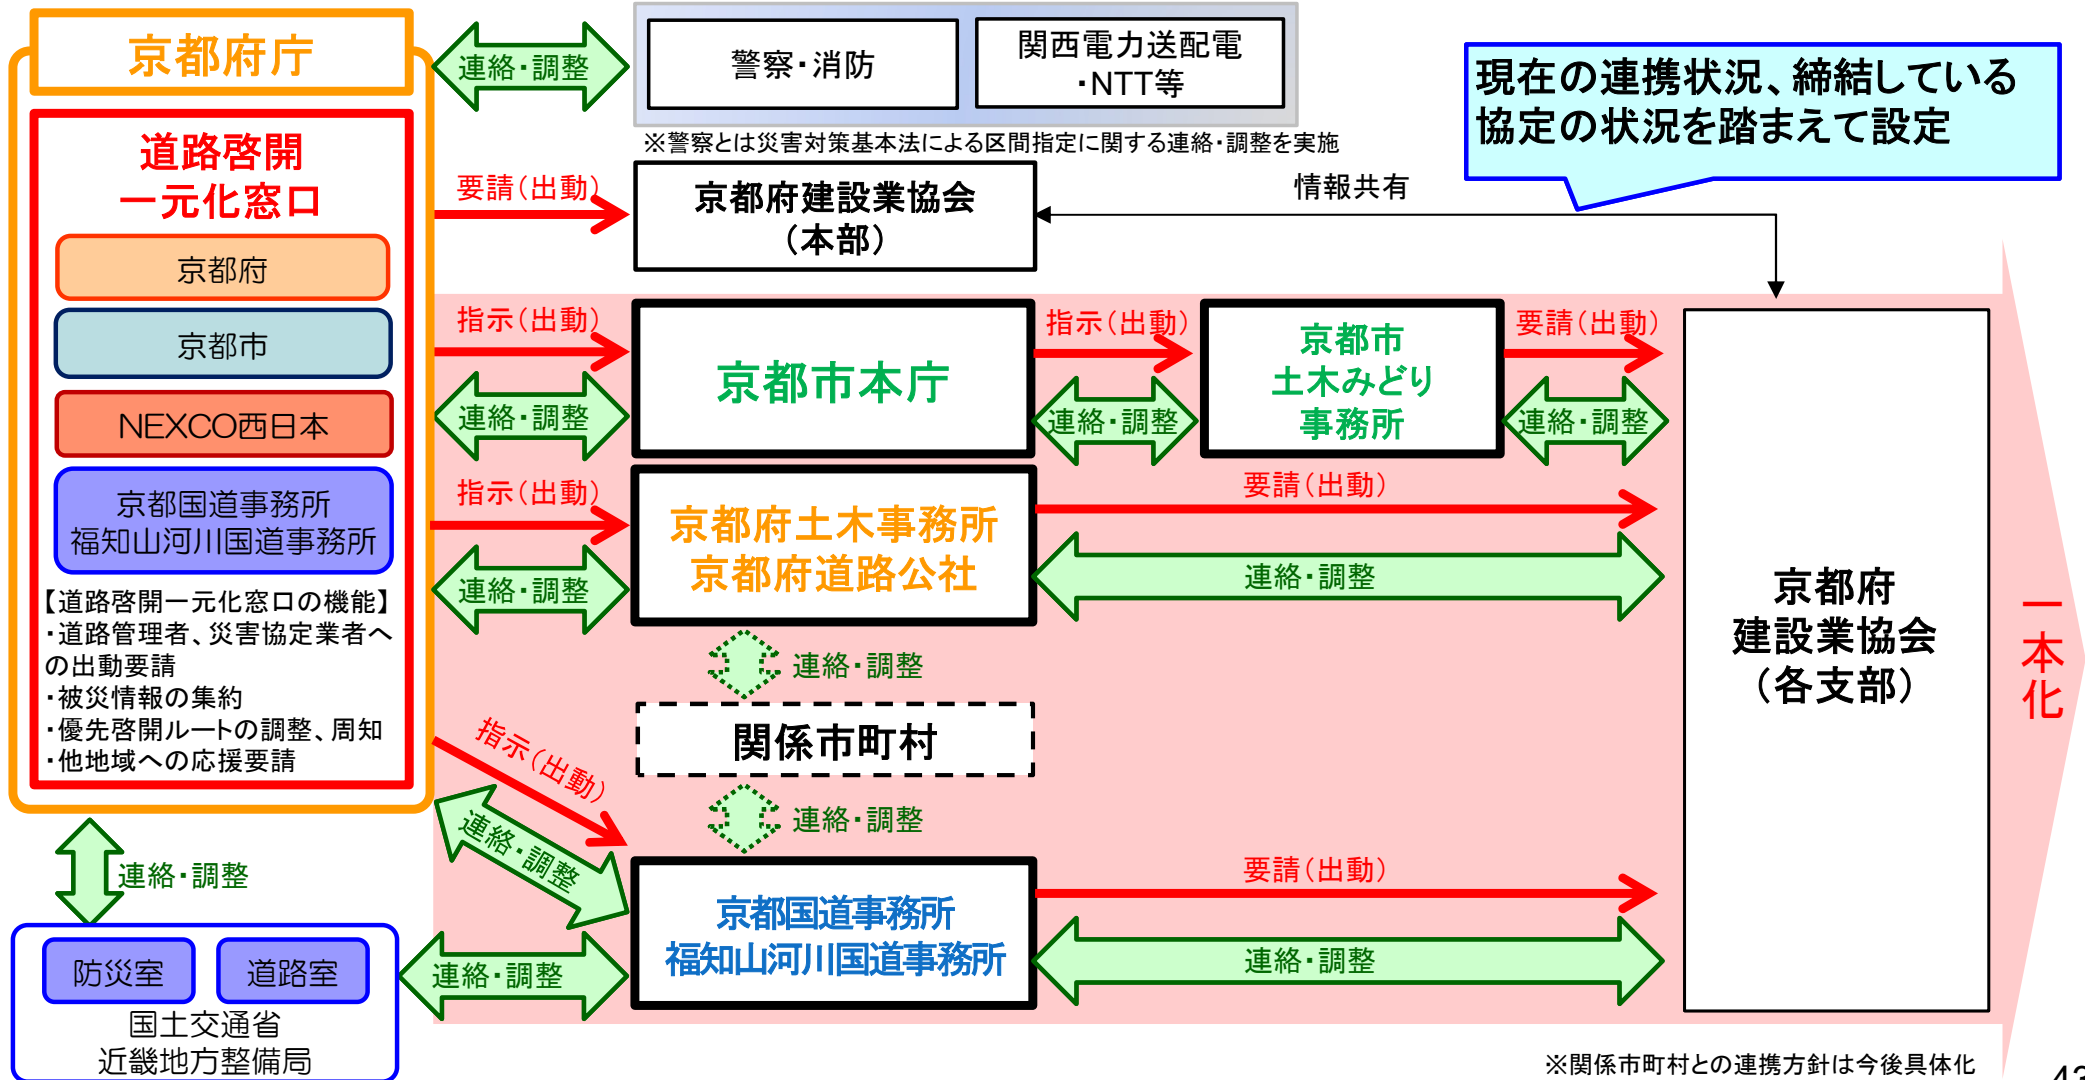 京都府庁
道路啓開
一元化窓口
京都府
京都市
NEXCO西日本
京都国道事務所
福知山河川国道事務所
【道路啓開一元化窓口の機能】
・道路管理者、災害協定業者へ
の出動要請
・被災情報の集約
・優先啓開ルートの調整、周知
・他地域への応援要請
連絡・調整
防災室
道路室
国土交通省
近畿地方整備局
連絡・調整
警察・消防
関西電力送配電
・NTT等
※警察とは災害対策基本法による区間指定に関する連絡・調整を実施
現在の連携状況、締結している
協定の状況を踏まえて設定
要請(出動)
京都府建設業協会
(本部)
情報共有
指示(出動)
連絡・調整
京都市本庁
指示(出動)
連絡・調整
京都市
土木みどり
事務所
要請(出動)
連絡・調整
指示(出動)
連絡・調整
京都府土木事務所
京都府道路公社
要請(出動)
連絡・調整
連絡・調整
関係市町村
連絡・調整
指示(出動)
連絡・調整
連絡・調整
京都国道事務所
福知山河川国道事務所
要請(出動)
連絡・調整
京都府
建設業協会
(各支部)
一本化
※関係市町村との連携方針は今後具体化